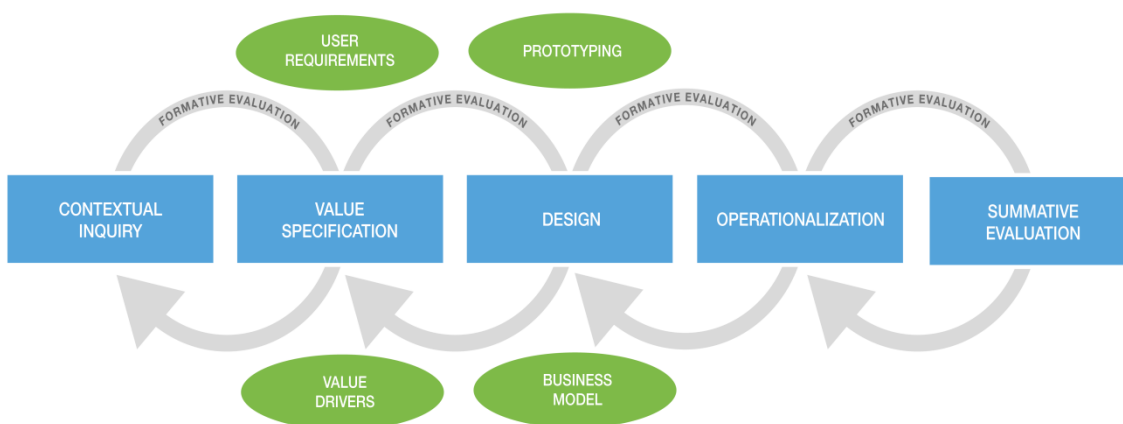 USER
REQUIREMENTS
PROTOTYPING
FORMATIVE EVALUATION
FORMATIVE EVALUATION
FORMATIVE EVALUATION
FORMATIVE EVALUATION
CONTEXTUAL
INQUIRY
VALUE
SPECIFICATION
DESIGN
OPERATIONALIZATION
SUMMATIVE
EVALUATION
VALUE
DRIVERS
BUSINESS
MODEL